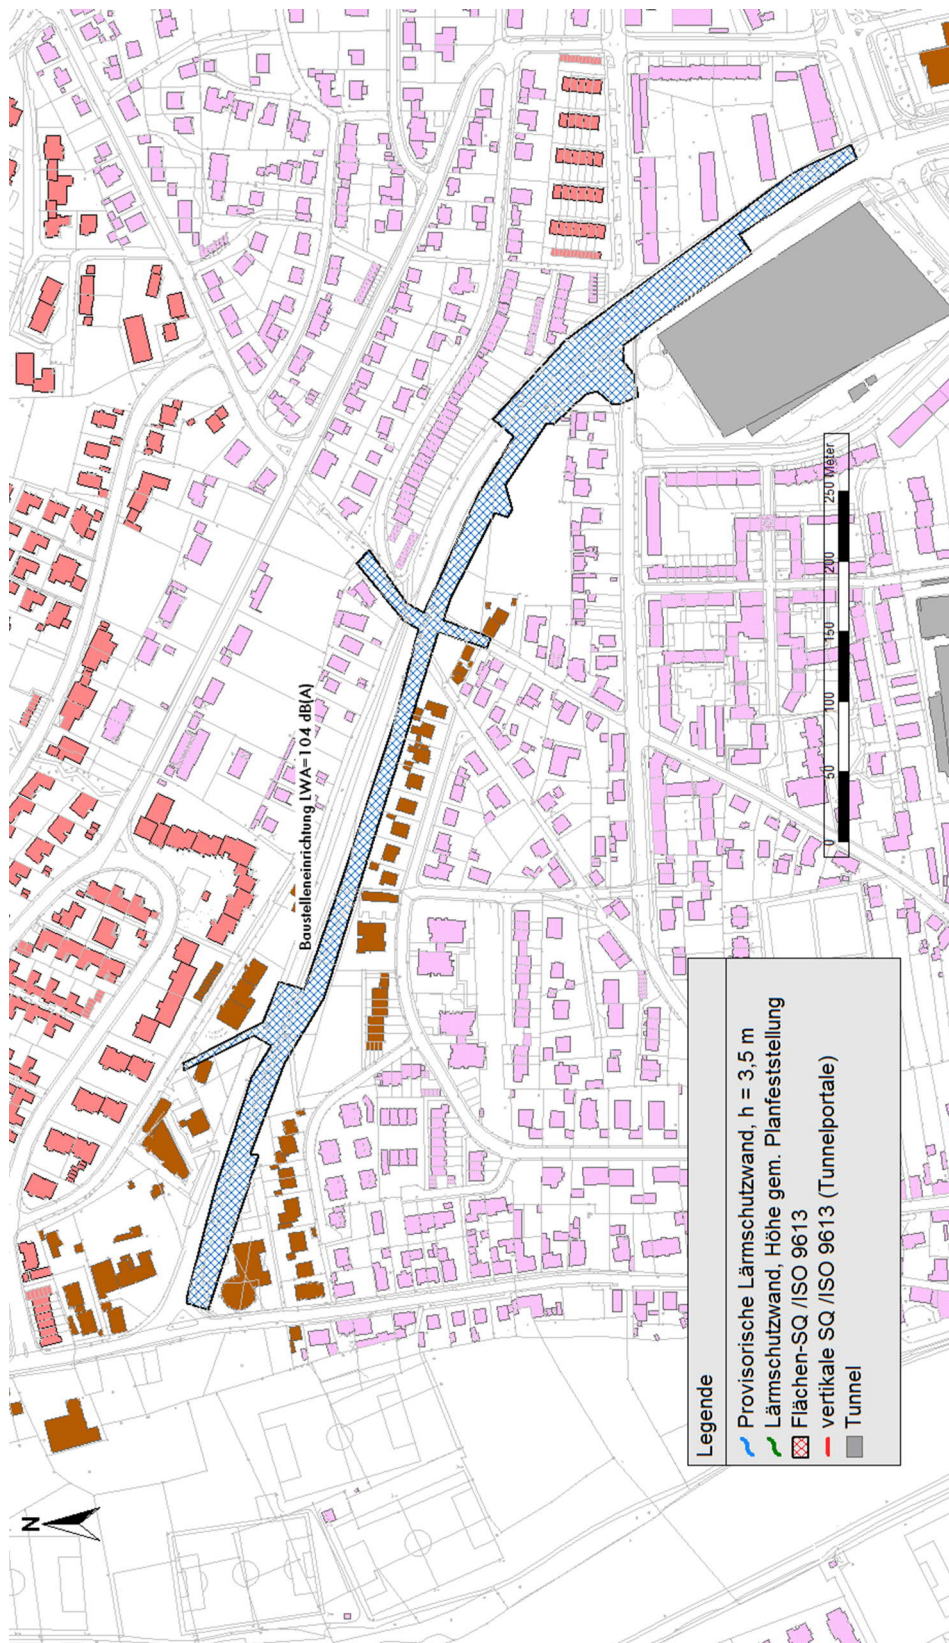 N
Baustelleneinrichtung LWA=104 dB(A)
0 50 100 150 200 250 Meter
Legende
Provisorische Lärmschutzwand, h = 3,5 m
Lärmschutzwand, Höhe gem. Planfeststellung
Flächen-SQ /ISO 9613
vertikale SQ /ISO 9613 (Tunnelportale)
Tunnel